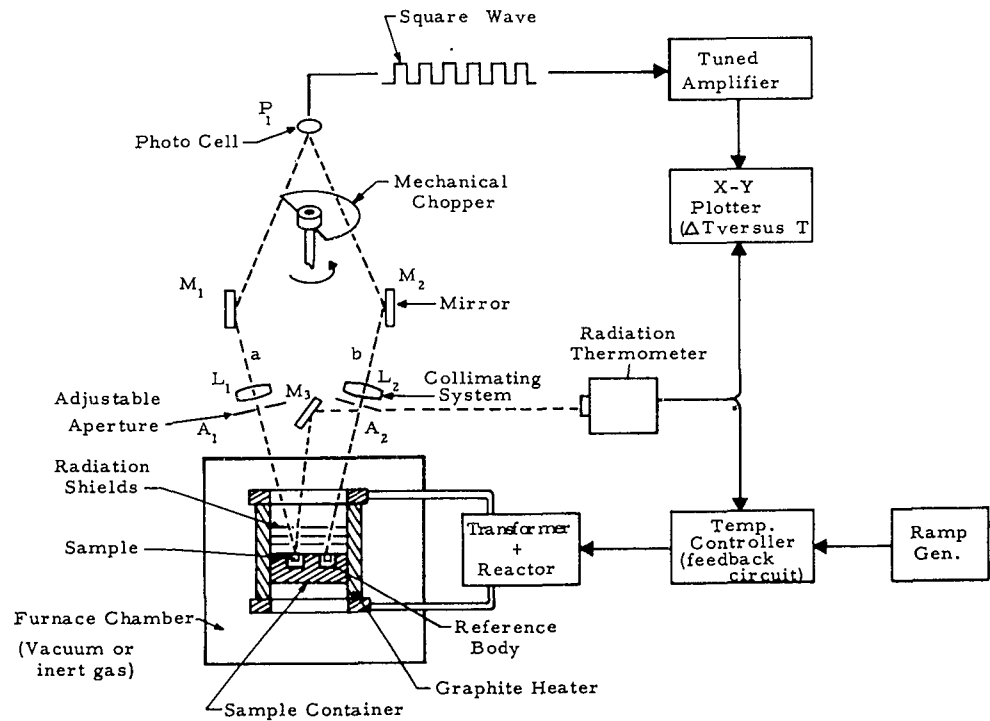 Square Wave
Tuned
Amplifier
P1
Photo Cell
Mechanical
Chopper
X-Y
Plotter
(ΔT versus T
M1
M2
Mirror
a
b
Radiation
Thermometer
L1
M3
L2
Collimating
System
Adjustable
Aperture
A1
A2
Radiation
Shields
Sample
Transformer
+
Reactor
Temp.
Controller
(feedback
circuit)
Ramp
Gen.
Furnace Chamber
(Vacuum or
inert gas)
Reference
Body
Graphite Heater
Sample Container